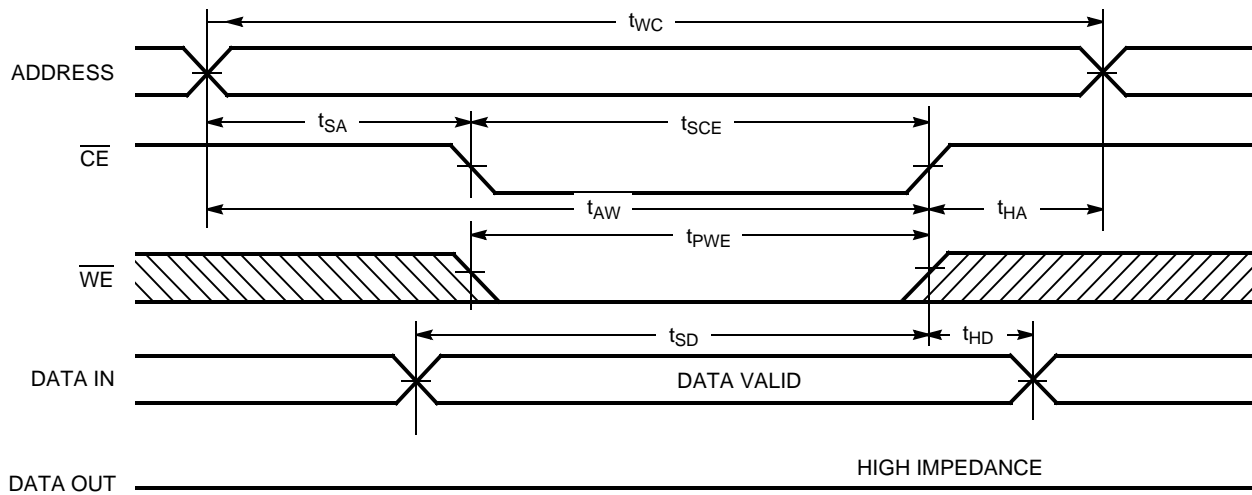 tWC
ADDRESS
tSA
tSCE
CE
tAW
tHA
tPWE
WE
tSD
tHD
DATA IN
DATA VALID
HIGH IMPEDANCE
DATA OUT